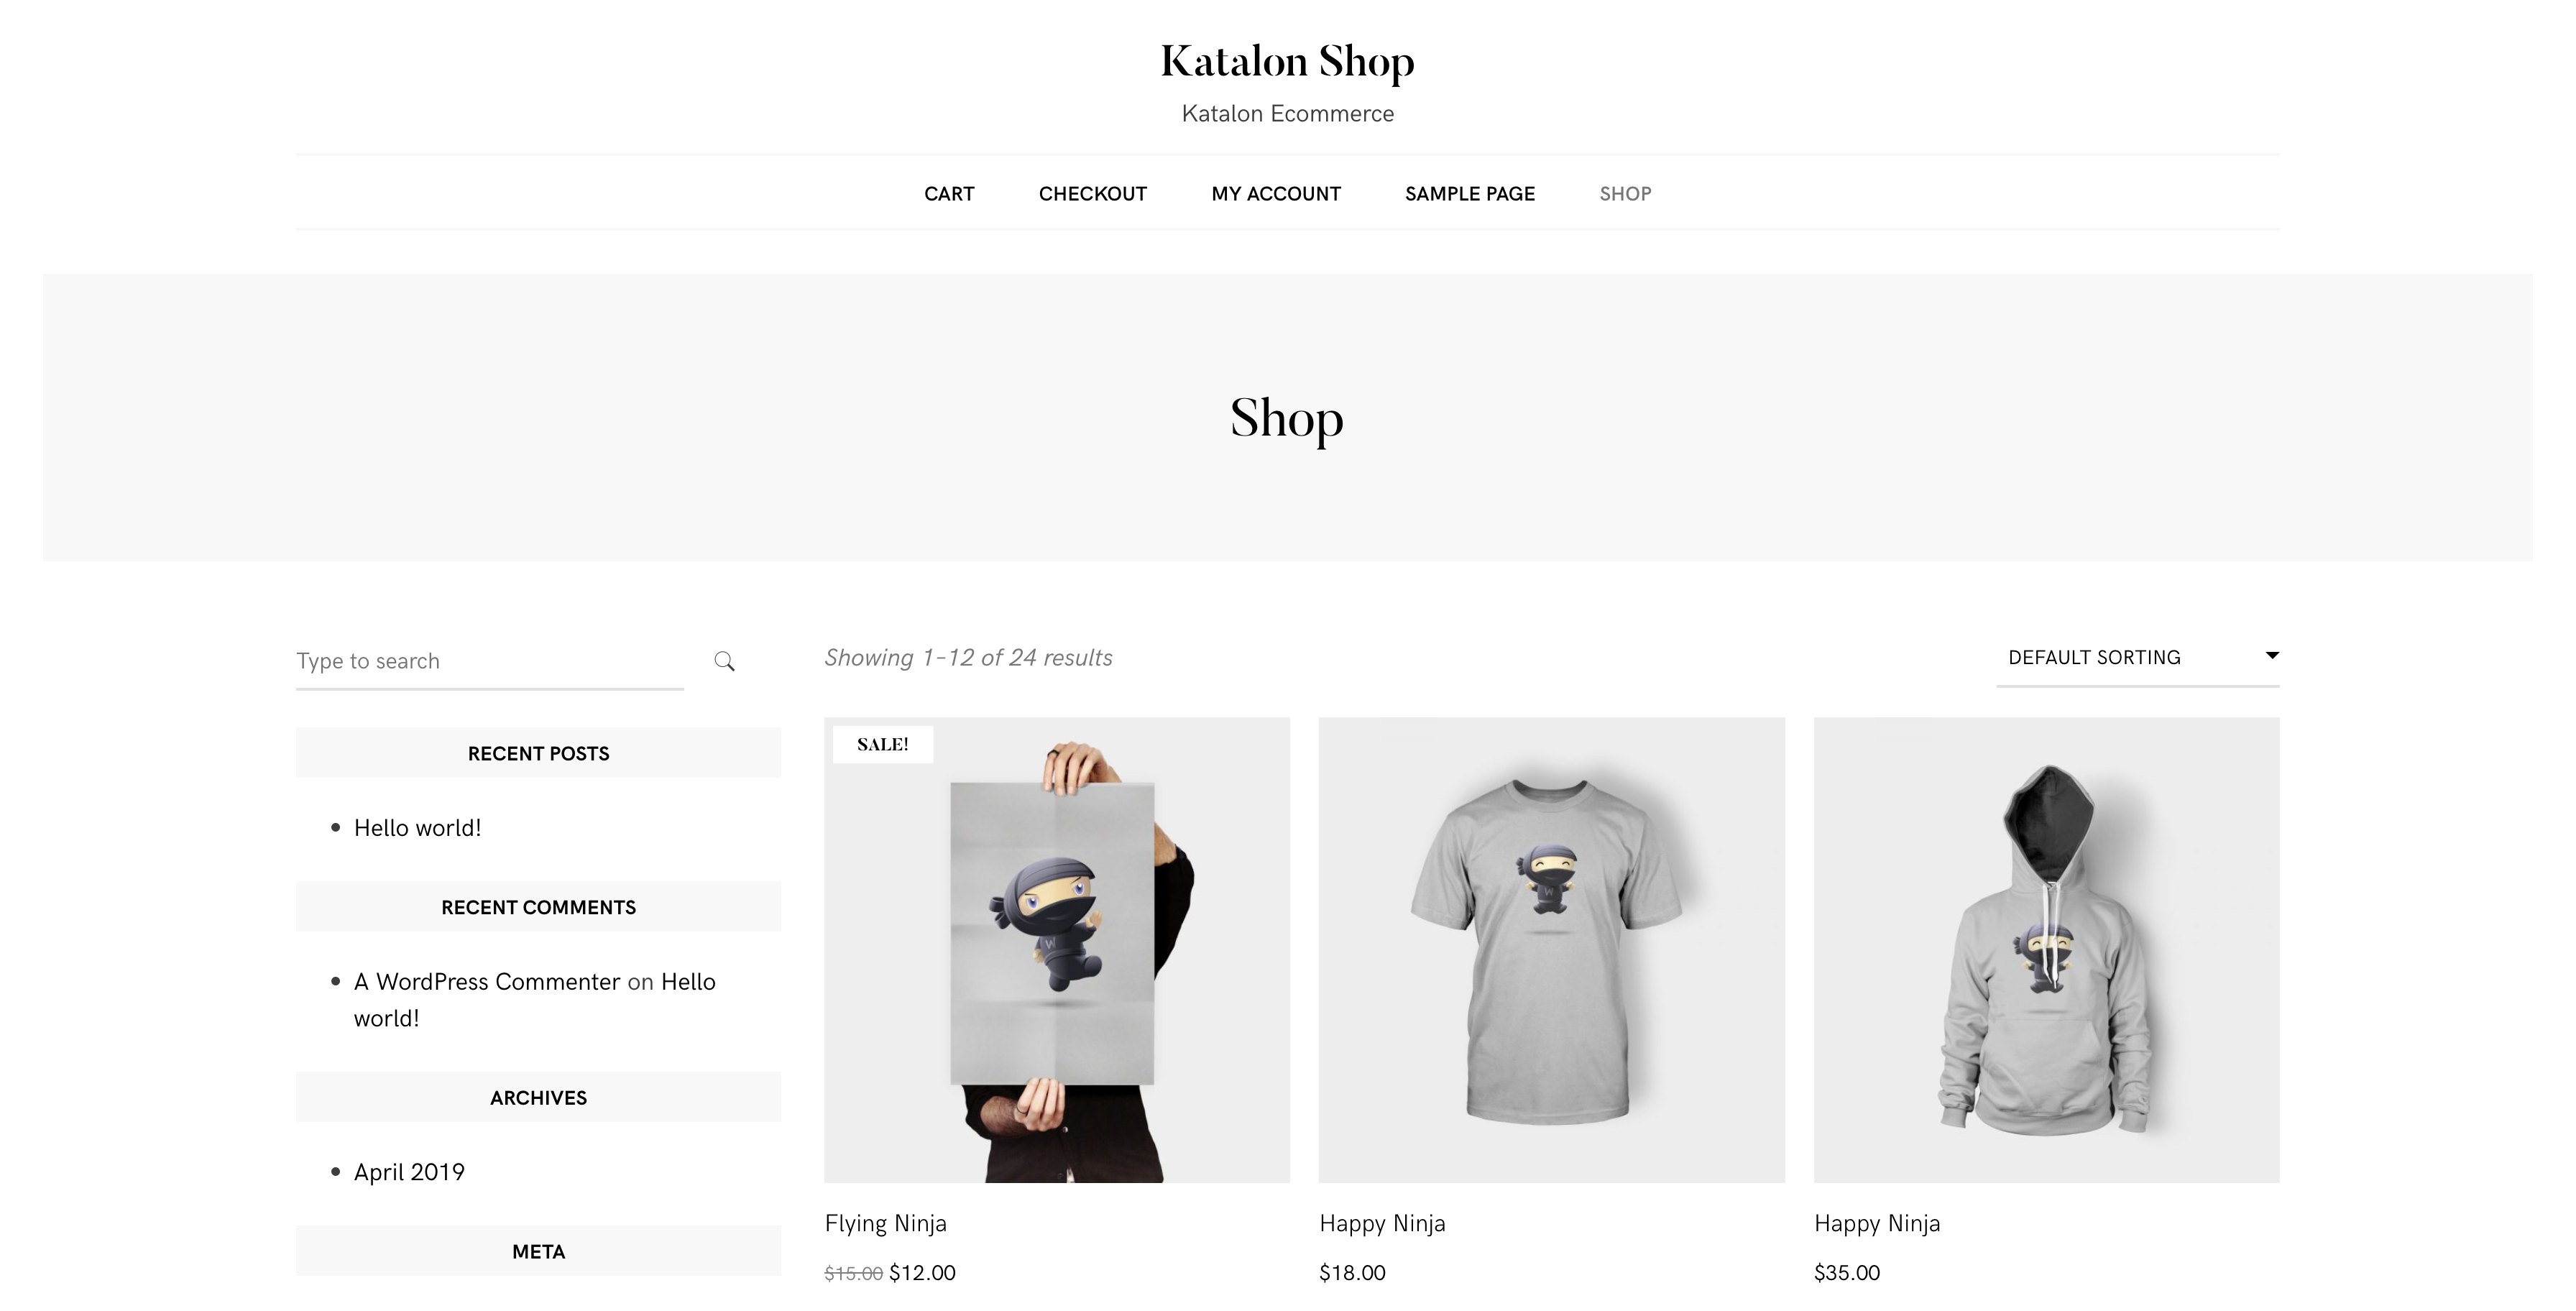 Katalon Shop
Katalon Ecommerce
CART CHECKOUT MY ACCOUNT SAMPLE PAGE SHOP
Shop
Type to search
RECENT POSTS
Hello world!
RECENT COMMENTS
A WordPress Commenter on Hello
world!
ARCHIVES
April 2019
META
Showing 1–12 of 24 results
DEFAULT SORTING
SALE!
W
Flying Ninja
$15.00 $12.00
W
Happy Ninja
$18.00
Happy Ninja
$35.00